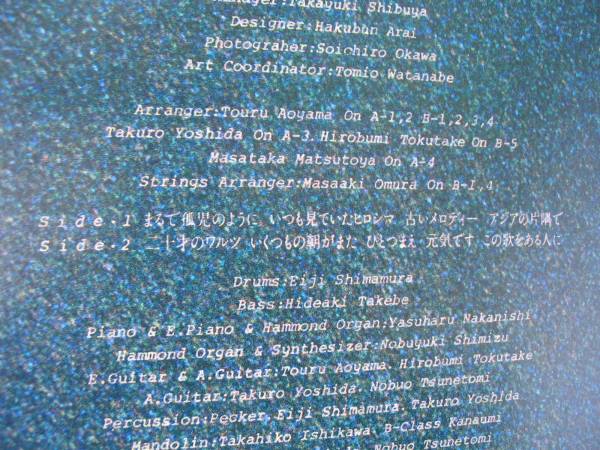 Manager:Takayuki Shibuya
Designer:Hakubun Arai
Photograher:Soichiro Okawa
Art Coordinator:Tomio Watanabe
Arranger:Touru Aoyama On A-1,2 B-1,2,3,4
Takuro Yoshida On A-3. Hirobumi Tokutake On B-5
Masataka Matsutoya On A-4
Strings Arranger:Masaaki Omura On B-1,4
Side-1 まるで孤児のように いつも見ていたヒロシマ 古いメロディー アジアの片隅で
Side-2 二十才のワルツ いくつもの朝がまた ひとつまえ 元気です この歌をある人に
Drums:Eiji Shimamura
Bass:Hideaki Takebe
Piano & E.Piano & Hammond Organ:Yasuharu Nakanishi
Hammond Organ & Synthesizer:Nobuyuki Shimizu
E.Guitar & A.Guitar:Touru Aoyama. Hirobumi Tokutake
A.Guitar:Takuro Yoshida. Nobuo Tsunetomi
Percussion:Pecker. Eiji Shimamura. Takuro Yoshida
Mandolin:Takahiko Ishikawa. B-Class Kanaumi
Nobuo Tsunetomi